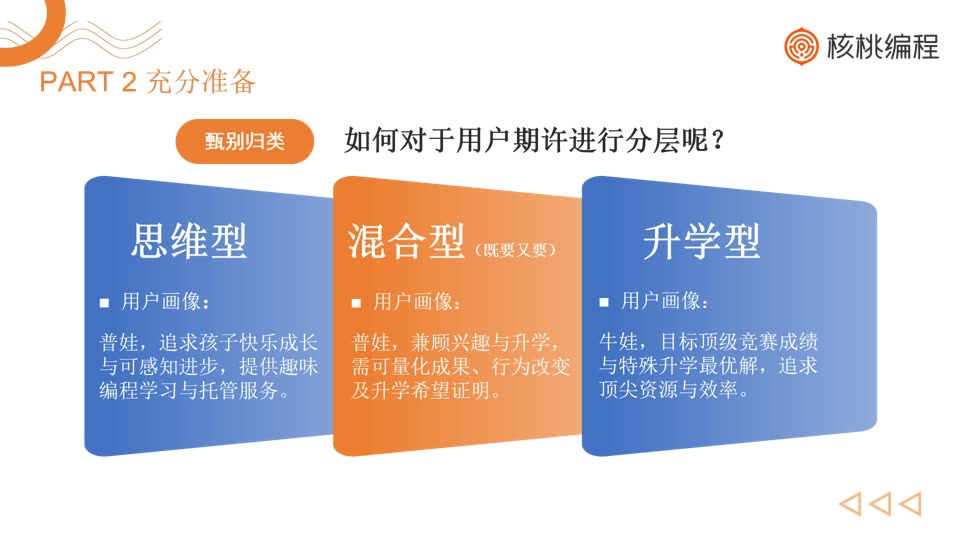 核桃编程
PART 2 充分准备
甄别归类
如何对于用户期许进行分层呢？
思维型
■ 用户画像：
普娃，追求孩子快乐成长
与可感知进步，提供趣味
编程学习与托管服务。
混合型（既要又要）
■ 用户画像：
普娃，兼顾兴趣与升学，
需可量化成果、行为改变
及升学希望证明。
升学型
■ 用户画像：
牛娃，目标顶级竞赛成绩
与特殊升学最优解，追求
顶尖资源与效率。